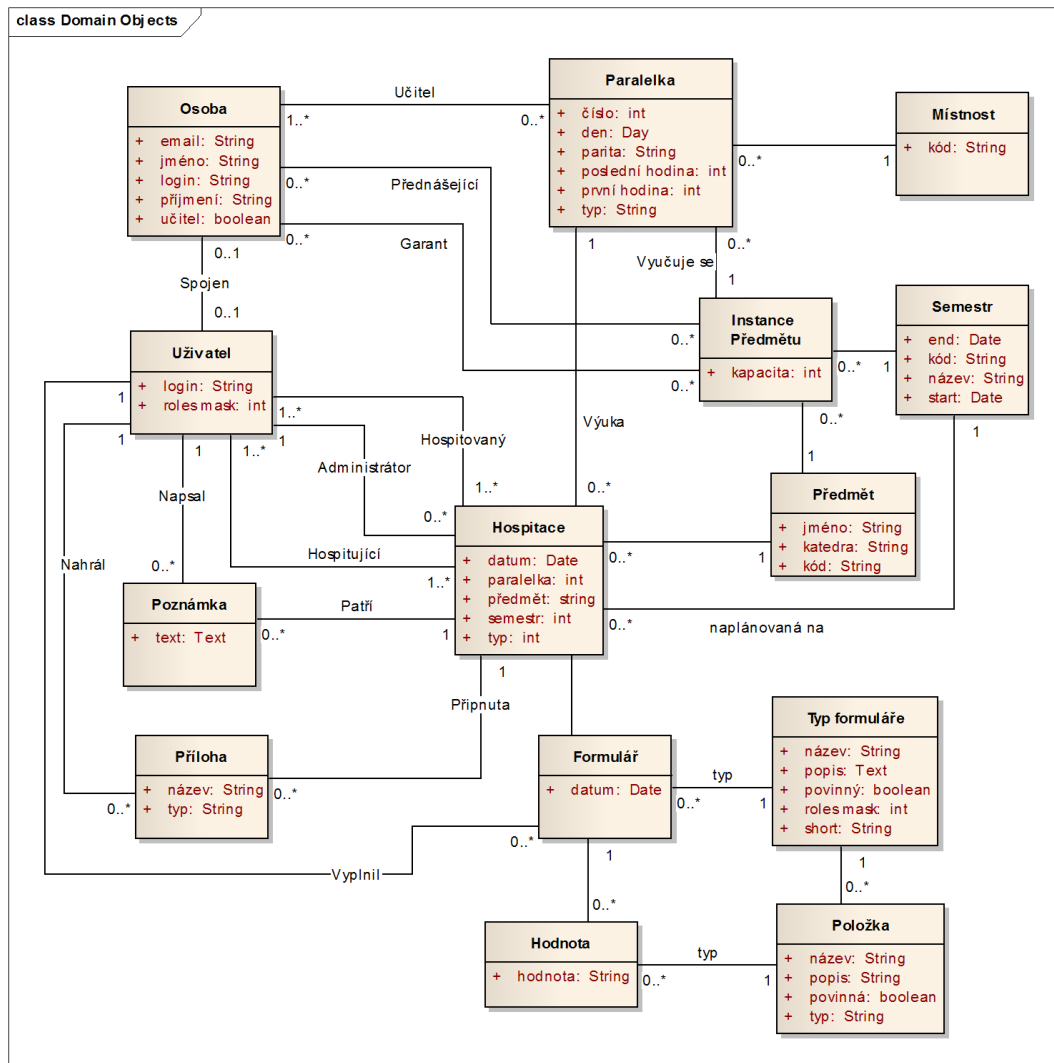 class Domain Objects
Osoba
+ email: String
+ jméno: String
+ login: String
+ příjmení: String
+ učitel: boolean
Učitel
1..*
0..*
Paralelka
+ číslo: int
+ den: Day
+ parita: String
+ poslední hodina: int
+ první hodina: int
+ typ: String
0..*
1
Místnost
+ kód: String
0..*
Přednášející
0..*
0..*
Garant
0..*
0..1
Spojen
0..1
1
0..*
Vyučuje se
1
Instance
Předmětu
+ kapacita: int
0..*
1
Semestr
+ end: Date
+ kód: String
+ název: String
+ start: Date
1
Uživatel
+ login: String
+ roles mask: int
1
1
1
1..*
1..*
1
Hospitovaný
1..*
Administrátor
0..*
Hospitující
1..*
Výuka
0..*
0..*
1
Předmět
+ jméno: String
+ katedra: String
+ kód: String
Napsal
0..*
Nahrál
Hospitace
+ datum: Date
+ paralelka: int
+ předmět: string
+ semestr: int
+ typ: int
0..*
1
0..*
naplánovaná na
Poznámka
+ text: Text
Patří
0..*
1
1
Připnuta
0..*
Příloha
+ název: String
+ typ: String
0..*
Formulář
+ datum: Date
typ
0..*
1
Typ formuláře
+ název: String
+ popis: Text
+ povinný: boolean
+ roles mask: int
+ short: String
0..*
Vyplnil
1
0..*
1
0..*
Hodnota
+ hodnota: String
typ
0..*
1
Položka
+ název: String
+ popis: String
+ povinná: boolean
+ typ: String